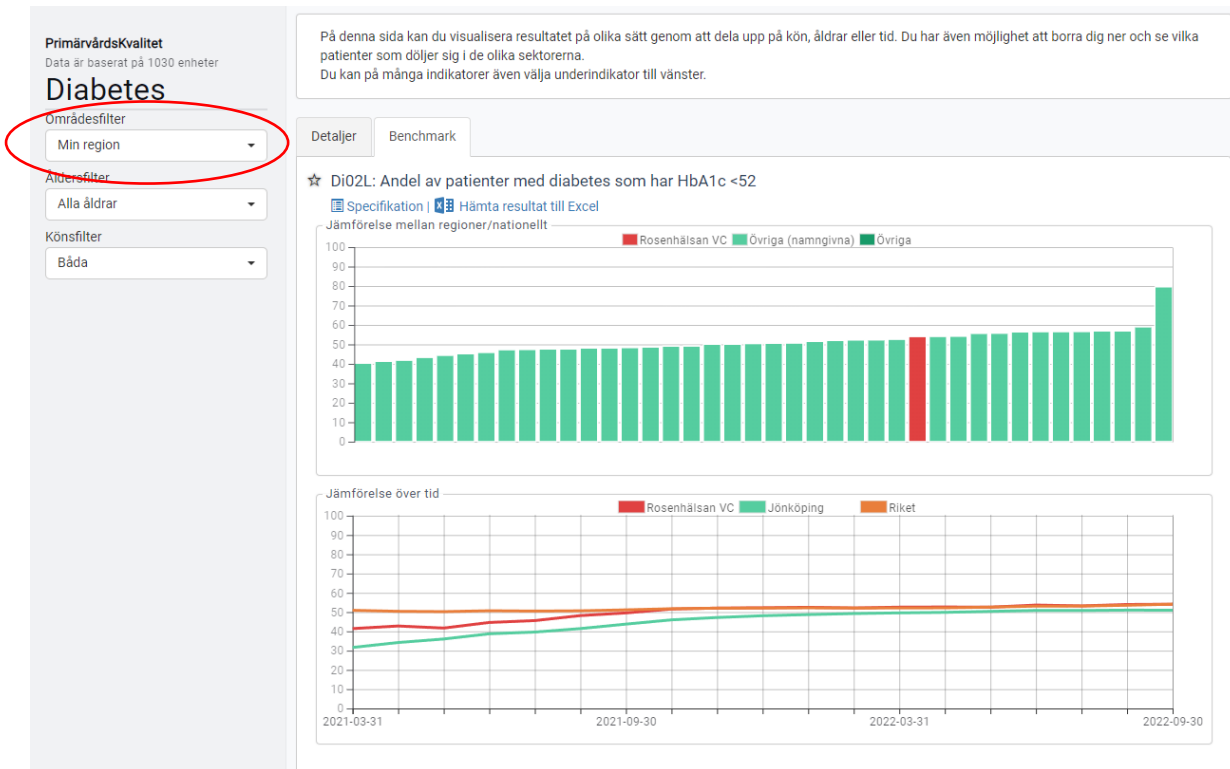 PrimärvårdsKvalitet
Data är baserat på 1030 enheter
Diabetes
Områdesfilter
Min region
Åldersfilter
Alla åldrar
Könsfilter
Båda
På denna sida kan du visualisera resultatet på olika sätt genom att dela upp på kön, åldrar eller tid. Du har även möjlighet att borra dig ner och se vilka
patienter som döljer sig i de olika sektorerna.
Du kan på många indikatorer även välja underindikator till vänster.
Detaljer Benchmark
Di02L: Andel av patienter med diabetes som har HbA1c <52
Specifikation | Hämta resultat till Excel
Jämförelse mellan regioner/nationellt
Rosenhälsan VC Övriga (namngivna) Övriga
100
90
80
70
60
50
40
30
20
10
0
Jämförelse över tid
Rosenhälsan VC Jönköping Riket
100
90
80
70
60
50
40
30
20
10
0
2021-03-31 2021-09-30 2022-03-31 2022-09-30